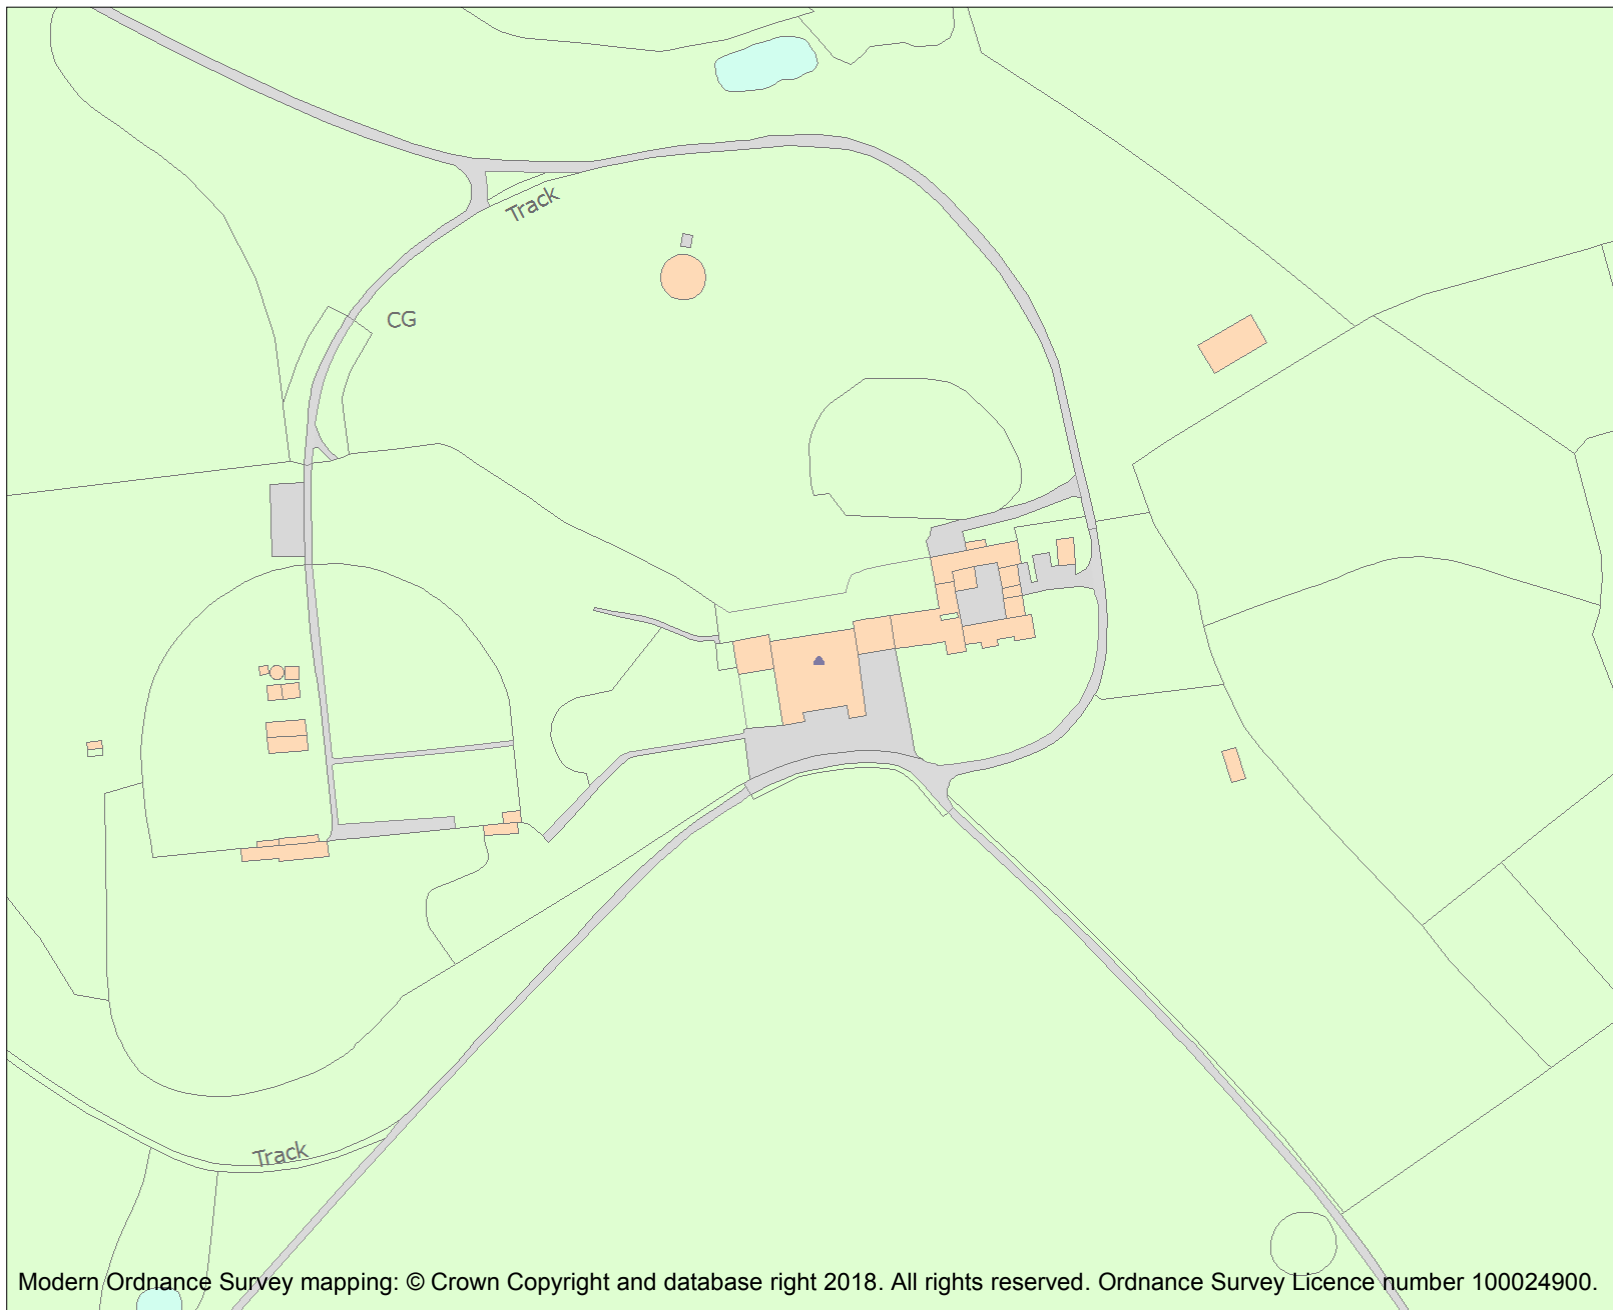 Track
CG
Track
Modern Ordnance Survey mapping: © Crown Copyright and database right 2018. All rights reserved. Ordnance Survey Licence number 100024900.